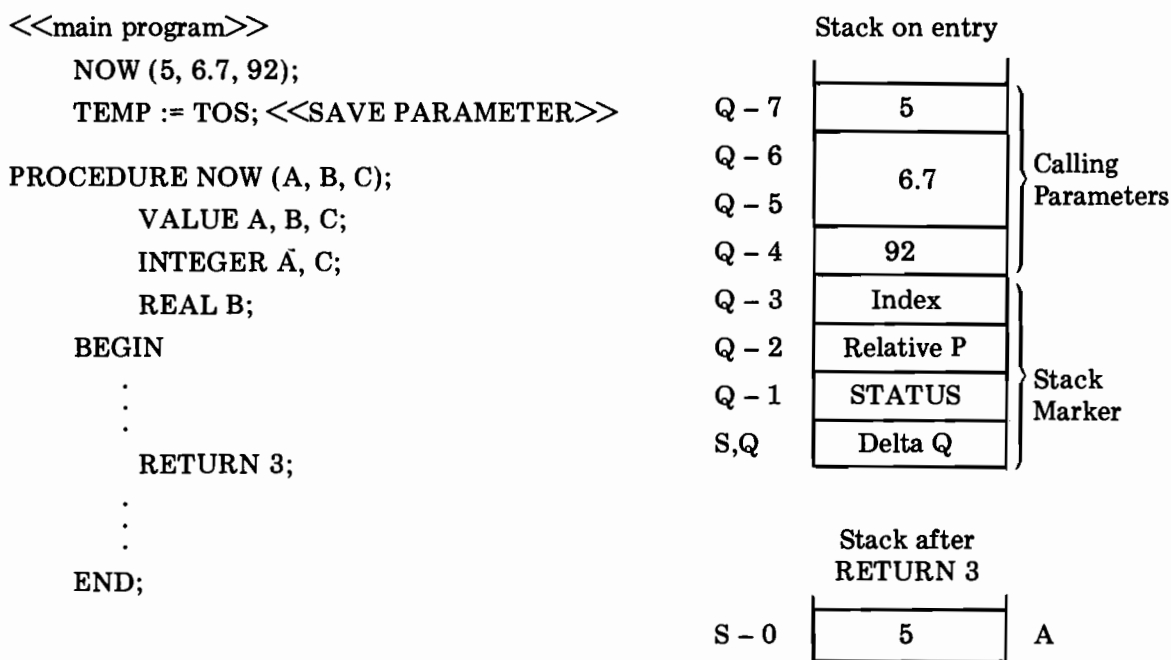 <<main program>>
NOW (5, 6.7, 92);
TEMP := TOS; <<SAVE PARAMETER>>
PROCEDURE NOW (A, B, C);
VALUE A, B, C;
INTEGER A, C;
REAL B;
BEGIN
.
.
.
RETURN 3;
.
.
.
END;
Stack on entry
Q – 7 5
Q – 6
6.7
Q – 5
Q – 4 92
Calling
Parameters
Q – 3 Index
Q – 2 Relative P
Q – 1 STATUS
S,Q Delta Q
Stack
Marker
Stack after
RETURN 3
S – 0 5 A